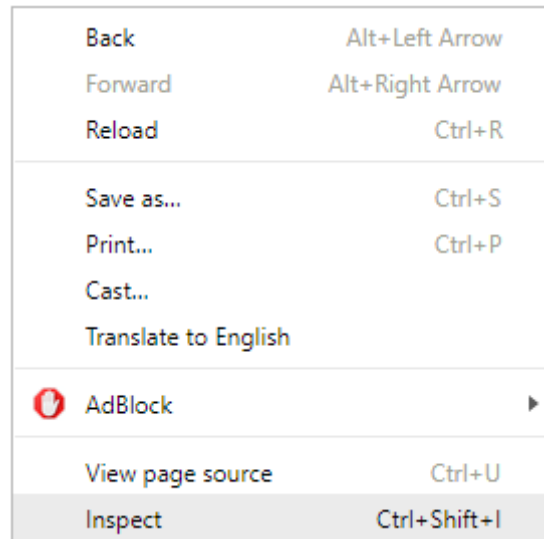 Back Alt+Left Arrow
Forward Alt+Right Arrow
Reload Ctrl+R
Save as... Ctrl+S
Print... Ctrl+P
Cast...
Translate to English
AdBlock
View page source Ctrl+U
Inspect Ctrl+Shift+I